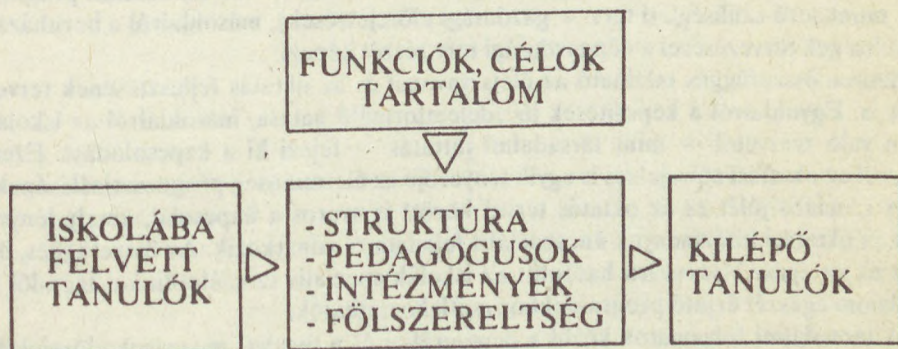 FUNKCIÓK CÉLOK
TARTALOM
ISKOLÁBA
FELVETT
TANULÓK
- STRUKTÚRA
- PEDAGÓGUSOK
- INTÉZMÉNYEK
- FÖLSZERELTSÉG
KILÉPŐ
TANULÓK